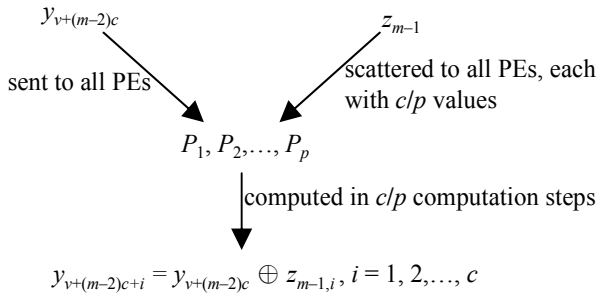 y_{v+(m–2)c}
z_{m–1}
sent to all PEs
scattered to all PEs, each
with c/p values
P_1, P_2,…, P_p
computed in c/p computation steps
y_{v+(m–2)c+i} = y_{v+(m–2)c} ⊕ z_{m–1,i}, i = 1, 2,…, c